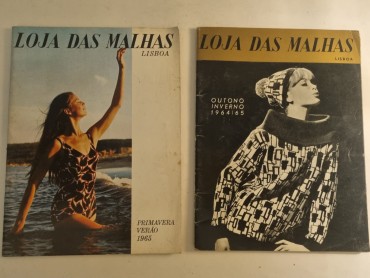 LOJA DAS MALHAS
LISBOA
PRIMAVERA
VERÃO
1965
LOJA DAS MALHAS
LISBOA
OUTONO
INVERNO
1964/65